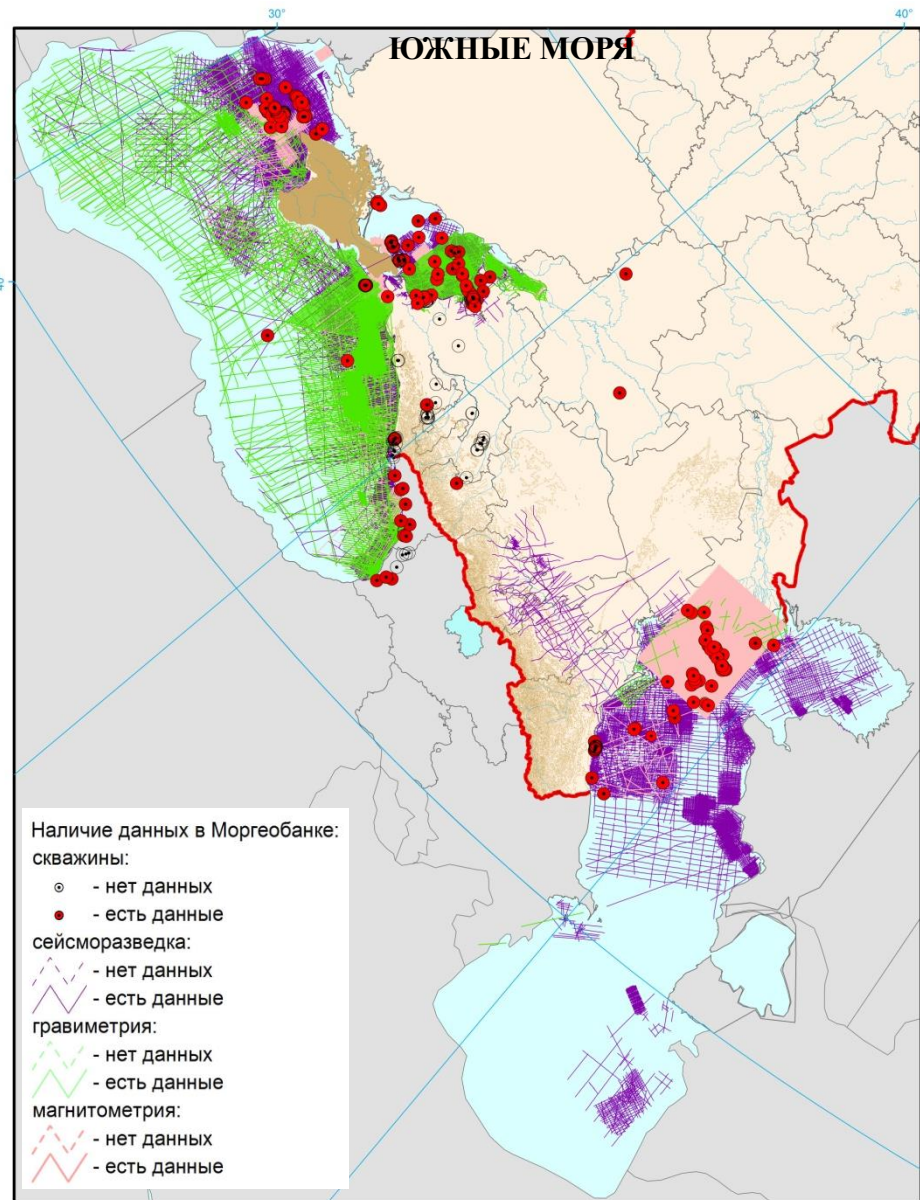 30°
40°
ЮЖНЫЕ МОРЯ
Наличие данных в Моргеобанке:
скважины:
- нет данных
- есть данные
сейсморазведка:
- нет данных
- есть данные
гравиметрия:
- нет данных
- есть данные
магнитометрия:
- нет данных
- есть данные